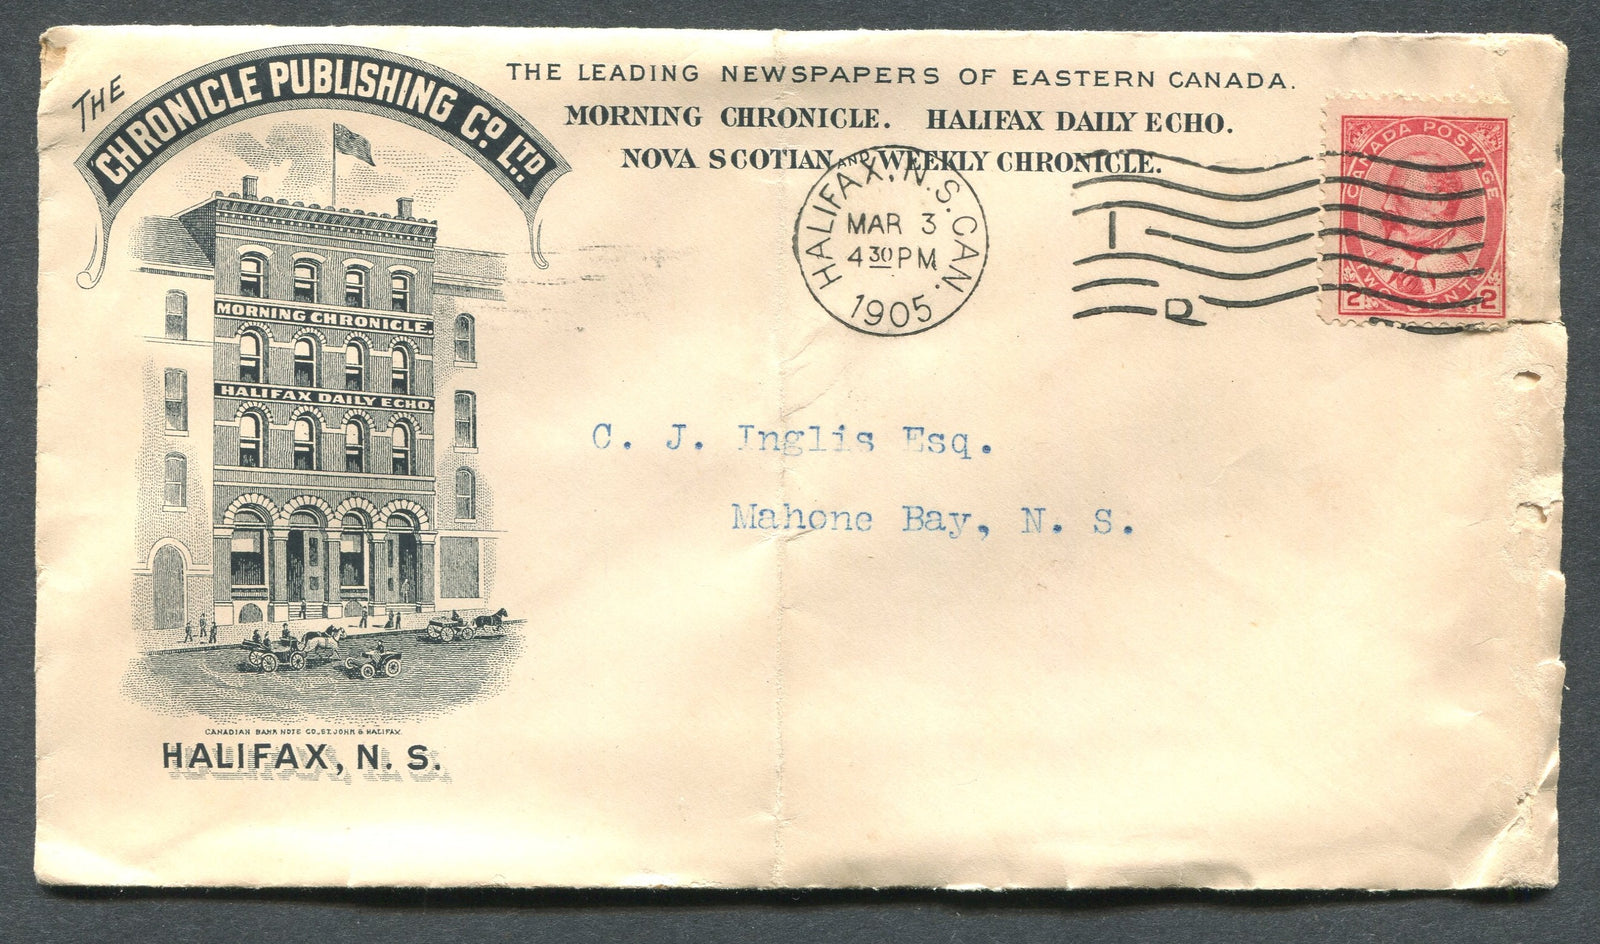 THE
CHRONICLE PUBLISHING Co. LTD.
THE LEADING NEWSPAPERS OF EASTERN CANADA.
MORNING CHRONICLE. HALIFAX DAILY ECHO.
NOVA SCOTIAN AND WEEKLY CHRONICLE.
HALIFAX, N.S. CAN.
MAR 3
4 30 PM
1905
I
R
CANADA POSTAGE
2 TWO CENTS 2
MORNING CHRONICLE.
HALIFAX DAILY ECHO.
C. J. Inglis Esq.
Mahone Bay, N. S.
CANADIAN BANK NOTE CO., ST. JOHN & HALIFAX.
HALIFAX, N. S.